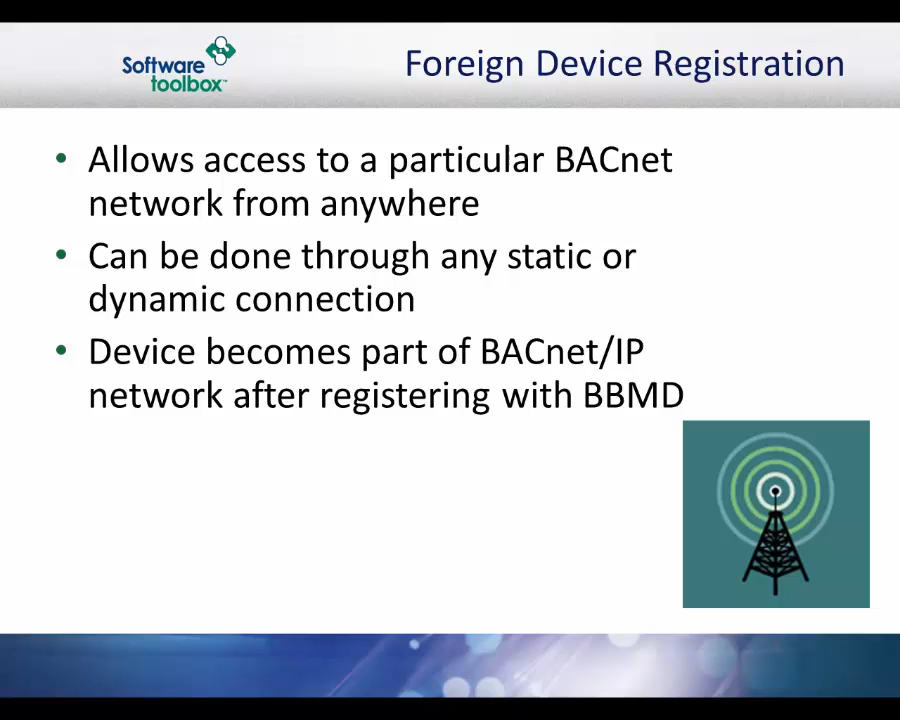 Software
toolbox™
Foreign Device Registration
• Allows access to a particular BACnet
network from anywhere
• Can be done through any static or
dynamic connection
• Device becomes part of BACnet/IP
network after registering with BBMD